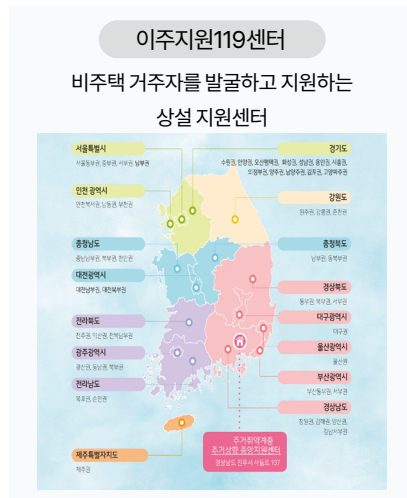 이주지원119센터
비주택 거주자를 발굴하고 지원하는
상설 지원센터
서울특별시
서울동부권, 중부권, 서부권, 남부권
경기도
수원권, 안양권, 오산평택권, 화성권, 성남권, 용인권, 시흥권,
의정부권, 양주권, 남양주권, 김포권, 고양파주권
인천 광역시
인천북서권, 남동권, 부천권
강원도
원주권, 강릉권, 춘천권
충청남도
충남남부권, 북부권, 천안권
충청북도
남부권, 동북부권
대전광역시
대전남부권, 대전북부권
경상북도
동부권, 북부권, 서부권
대구광역시
대구권
전라북도
전주권, 익산권, 전북남부권
울산광역시
울산권
광주광역시
광산권, 동남권, 북부권
부산광역시
부산동부권, 서부권
전라남도
목포권, 순천권
경상남도
창원권, 김해권, 양산권,
경남서부권
제주특별자치도
제주권
주거취약계층
주거상향 중앙지원센터
경상남도 진주시 사들로 137